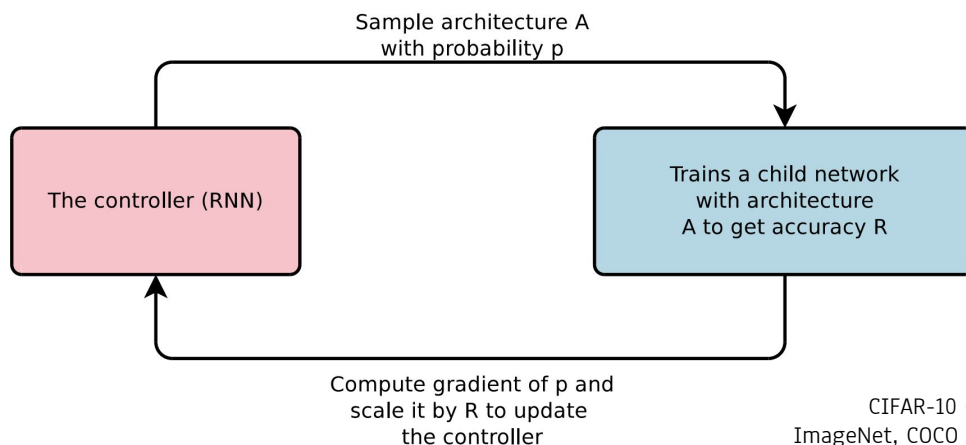 Sample architecture A
with probability p
The controller (RNN)
Trains a child network
with architecture
A to get accuracy R
Compute gradient of p and
scale it by R to update
the controller
CIFAR-10
ImageNet, COCO